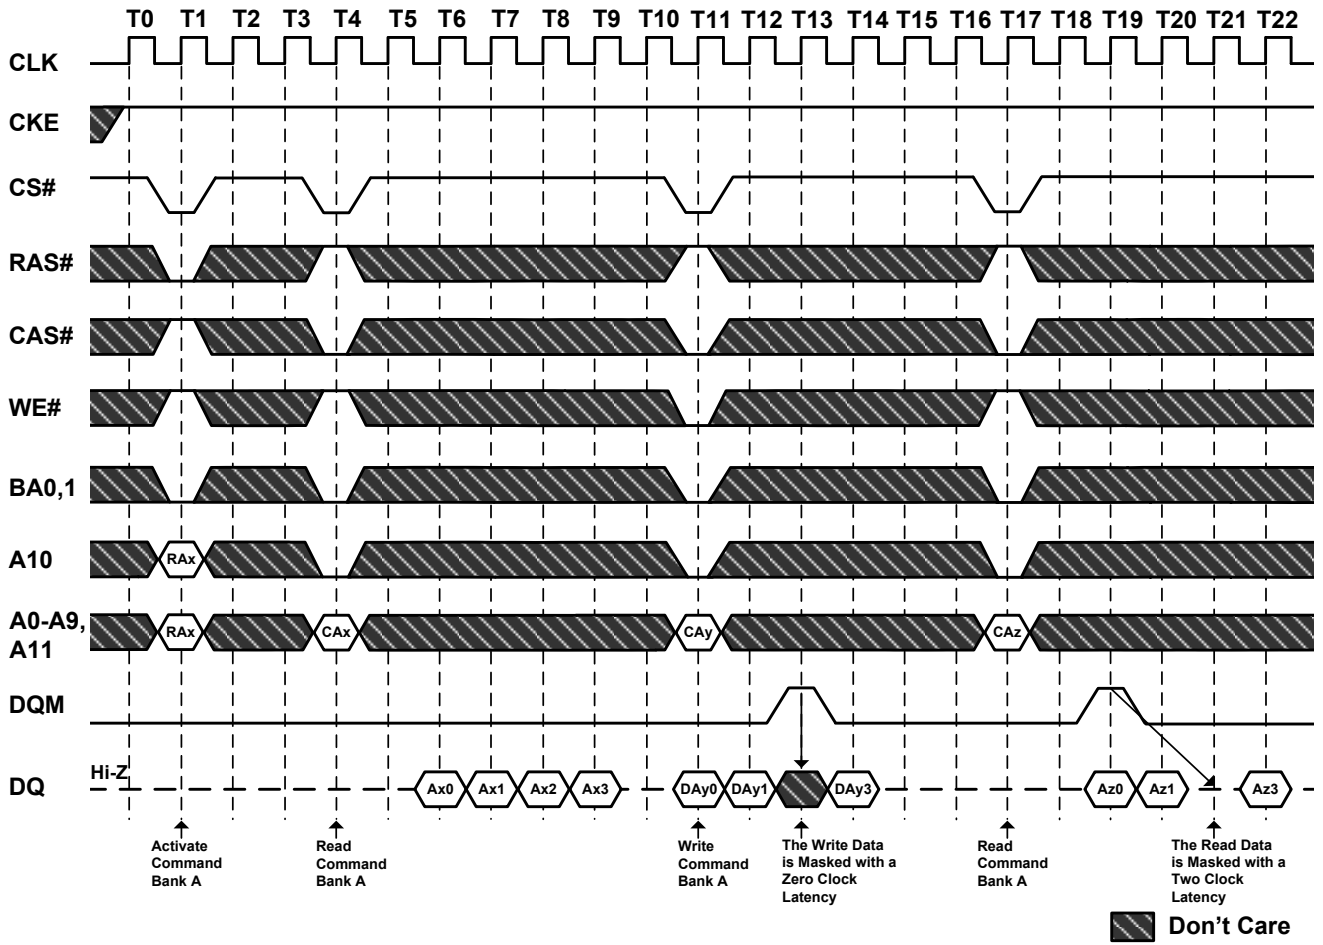 T0 T1 T2 T3 T4 T5 T6 T7 T8 T9 T10 T11 T12 T13 T14 T15 T16 T17 T18 T19 T20 T21 T22
CLK
CKE
CS#
RAS#
CAS#
WE#
BA0,1
A10
RAx
A0-A9,
A11
RAx CAx CAy CAz
DQM
DQ
Hi-Z
Ax0 Ax1 Ax2 Ax3 DAy0 DAy1 DAy3 Az0 Az1 Az3
Activate
Command
Bank A
Read
Command
Bank A
Write
Command
Bank A
The Write Data
is Masked with a
Zero Clock
Latency
Read
Command
Bank A
The Read Data
is Masked with a
Two Clock
Latency
Don't Care